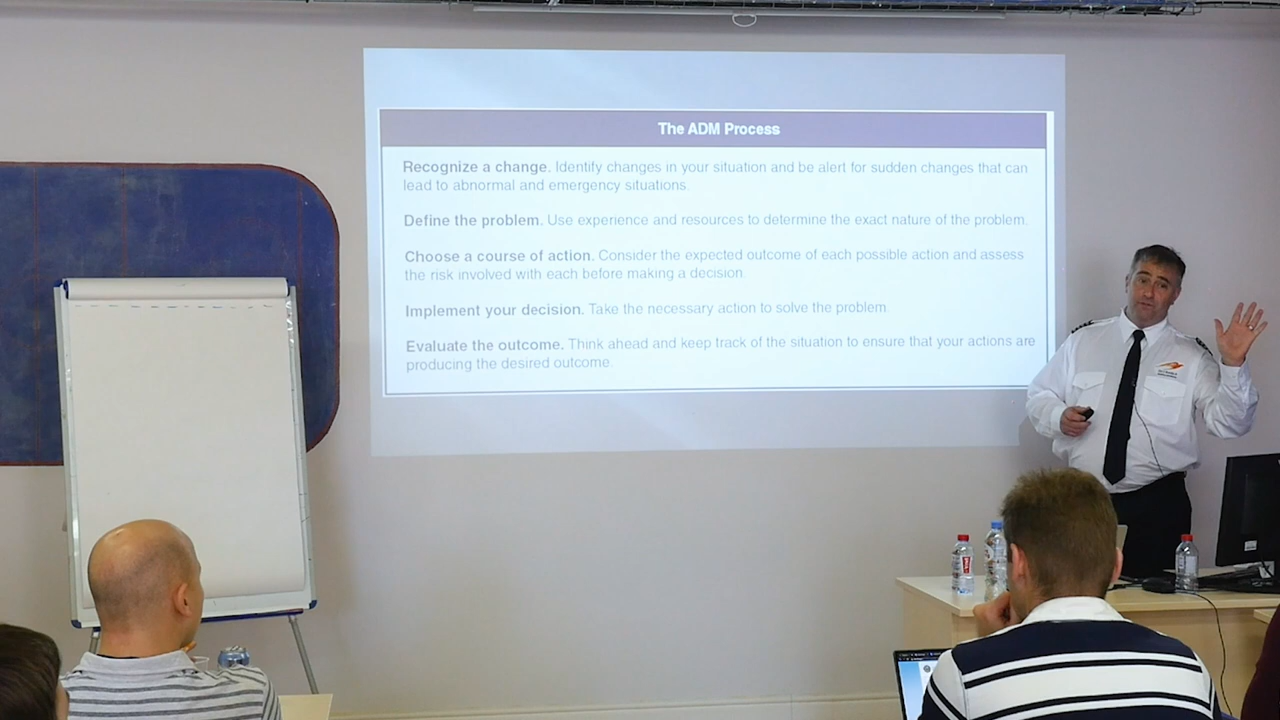 The ADM Process
Recognize a change. Identify changes in your situation and be alert for sudden changes that can
lead to abnormal and emergency situations.
Define the problem. Use experience and resources to determine the exact nature of the problem.
Choose a course of action. Consider the expected outcome of each possible action and assess
the risk involved with each before making a decision.
Implement your decision. Take the necessary action to solve the problem.
Evaluate the outcome. Think ahead and keep track of the situation to ensure that your actions are
producing the desired outcome.